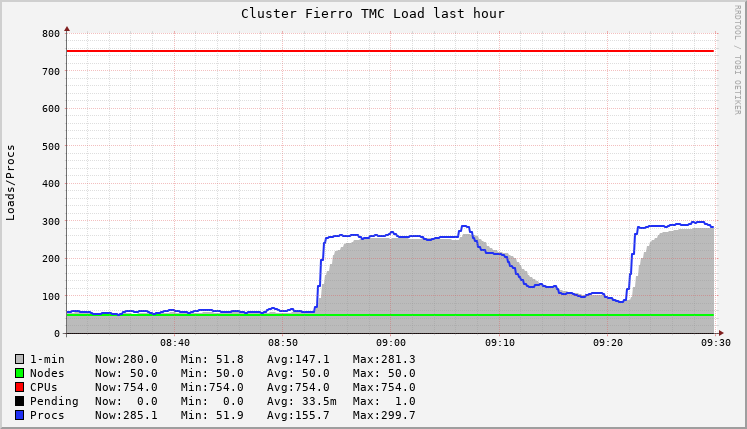 Cluster Fierro TMC Load last hour
RRDTOOL / TOBI OETIKER
Loads/Procs
800
700
600
500
400
300
200
100
0
08:40 08:50 09:00 09:10 09:20 09:30
1-min Now:280.0 Min: 51.8 Avg:147.1 Max:281.3
Nodes Now: 50.0 Min: 50.0 Avg: 50.0 Max: 50.0
CPUs Now:754.0 Min:754.0 Avg:754.0 Max:754.0
Pending Now: 0.0 Min: 0.0 Avg: 33.5m Max: 1.0
Procs Now:285.1 Min: 51.9 Avg:155.7 Max:299.7